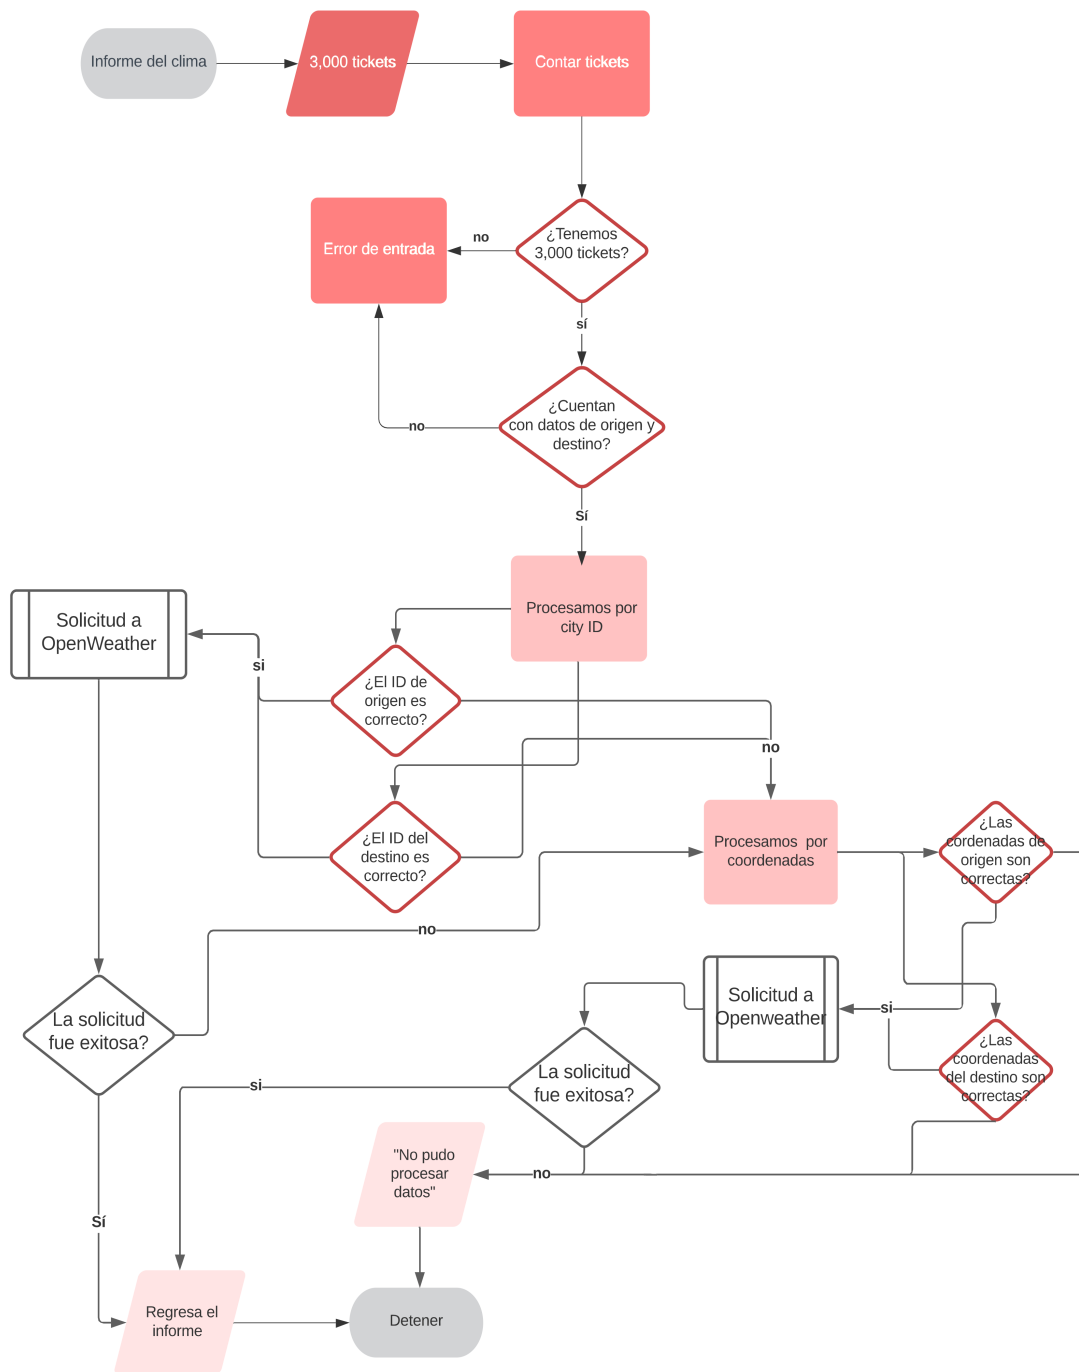 Informe del clima
3,000 tickets
Contar tickets
Error de entrada
no
¿Tenemos
3,000 tickets?
sí
¿Cuentan
con datos de origen y
destino?
no
Sí
Procesamos por
city ID
Solicitud a
OpenWeather
si
¿El ID de
origen es
correcto?
no
¿El ID del
destino es
correcto?
Procesamos por
coordenadas
¿Las
cordenadas de
origen son
correctas?
no
Solicitud a
Openweather
si
La solicitud
fue exitosa?
¿Las
coordenadas
del destino son
correctas?
La solicitud
fue exitosa?
si
"No pudo
procesar
datos"
no
Sí
Regresa el
informe
Detener